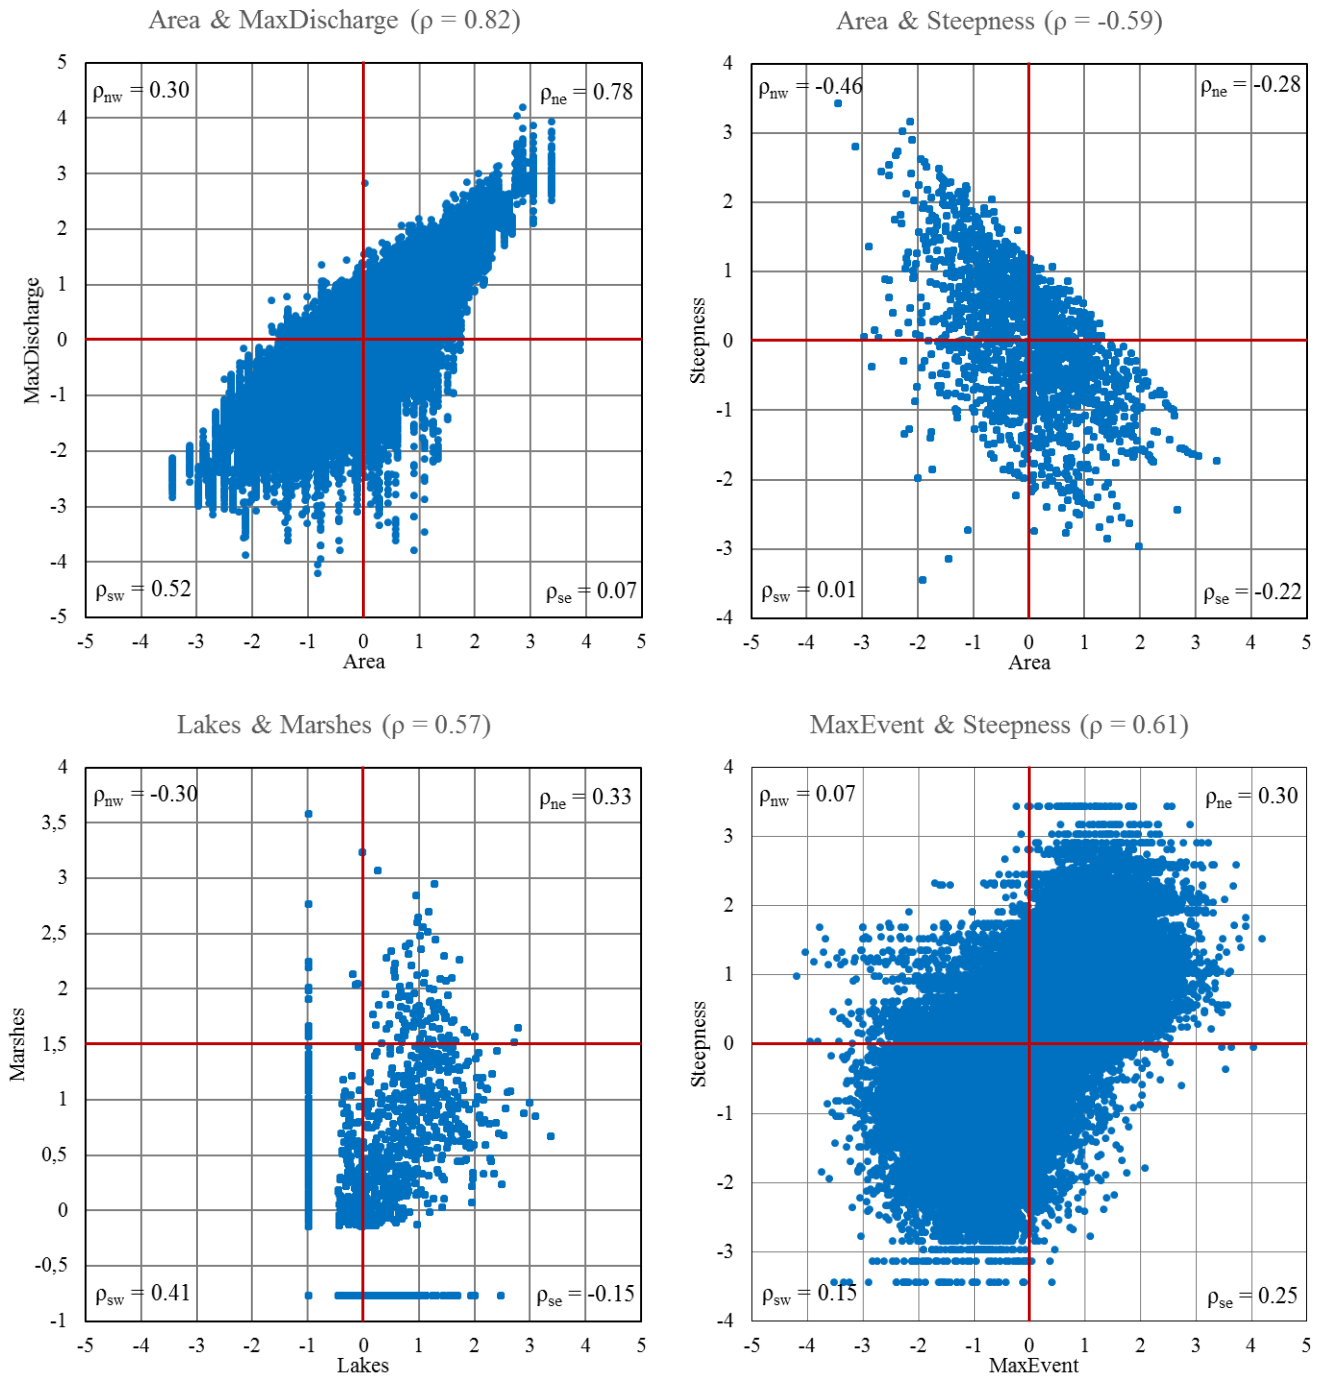 Area & MaxDischarge (ρ = 0.82)
5
4
3
2
1
0
-1
-2
-3
-4
-5
MaxDischarge
ρnw = 0.30
ρne = 0.78
ρsw = 0.52
ρse = 0.07
-5 -4 -3 -2 -1 0 1 2 3 4 5
Area
Area & Steepness (ρ = -0.59)
4
3
2
1
0
-1
-2
-3
-4
Steepness
ρnw = -0.46
ρne = -0.28
ρsw = 0.01
ρse = -0.22
-5 -4 -3 -2 -1 0 1 2 3 4 5
Area
Lakes & Marshes (ρ = 0.57)
4
3,5
3
2,5
2
1,5
1
0,5
0
-0,5
-1
Marshes
ρnw = -0.30
ρne = 0.33
ρsw = 0.41
ρse = -0.15
-5 -4 -3 -2 -1 0 1 2 3 4 5
Lakes
MaxEvent & Steepness (ρ = 0.61)
4
3
2
1
0
-1
-2
-3
-4
Steepness
ρnw = 0.07
ρne = 0.30
ρsw = 0.15
ρse = 0.25
-5 -4 -3 -2 -1 0 1 2 3 4 5
MaxEvent